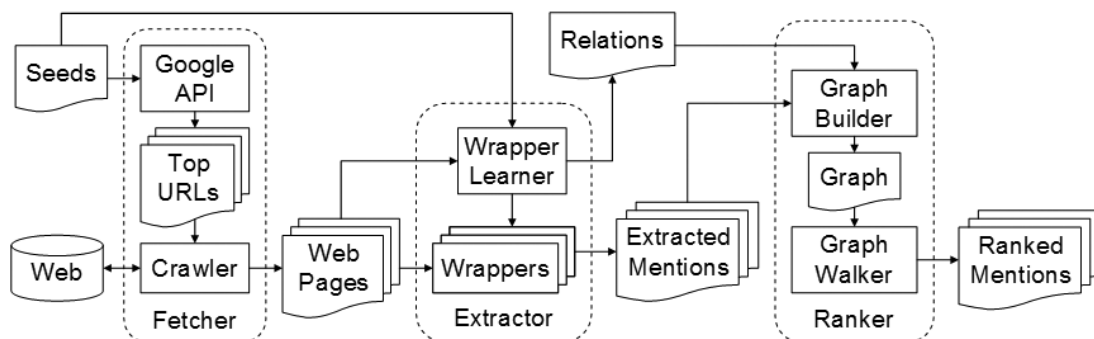 Seeds
Google
API
Top
URLs
Web
Crawler
Fetcher
Web
Pages
Wrapper
Learner
Wrappers
Extractor
Relations
Extracted
Mentions
Graph
Builder
Graph
Graph
Walker
Ranker
Ranked
Mentions